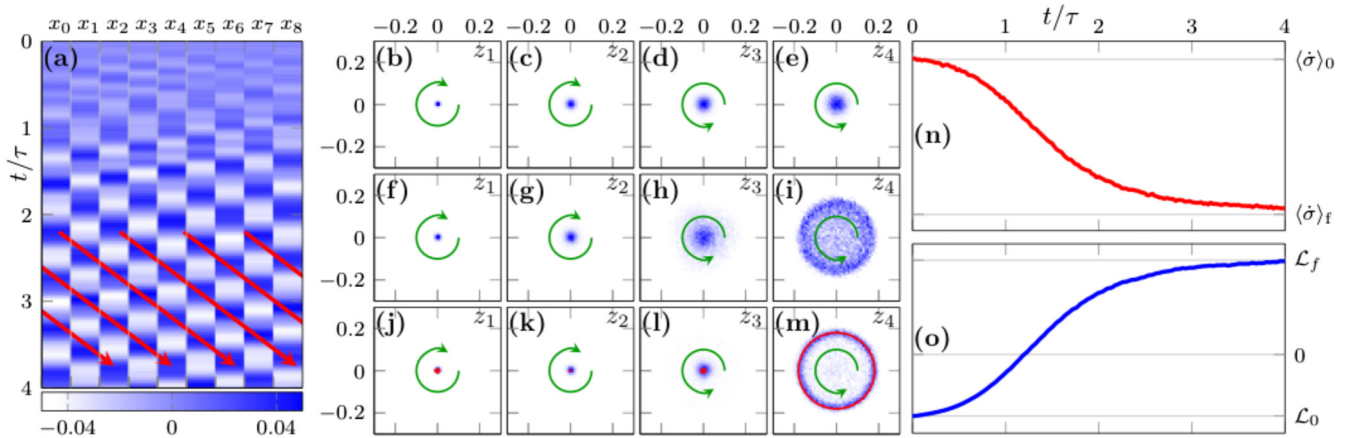 x₀ x₁ x₂ x₃ x₄ x₅ x₆ x₇ x₈
(a)
t/τ
0
1
2
3
4
−0.04 0 0.04
−0.2 0 0.2 −0.2 0 0.2
0.2
0
−0.2
(b) z₁
(c) z₂
(d) z₃
(e) z₄
0.2
0
−0.2
(f) z₁
(g) z₂
(h) z₃
(i) z₄
0.2
0
−0.2
(j) z₁
(k) z₂
(l) z₃
(m) z₄
−0.2 0 0.2 −0.2 0 0.2
t/τ
0 1 2 3 4
(n)
⟨σ̇⟩₀
⟨σ̇⟩f
(o)
ℒf
0
ℒ₀